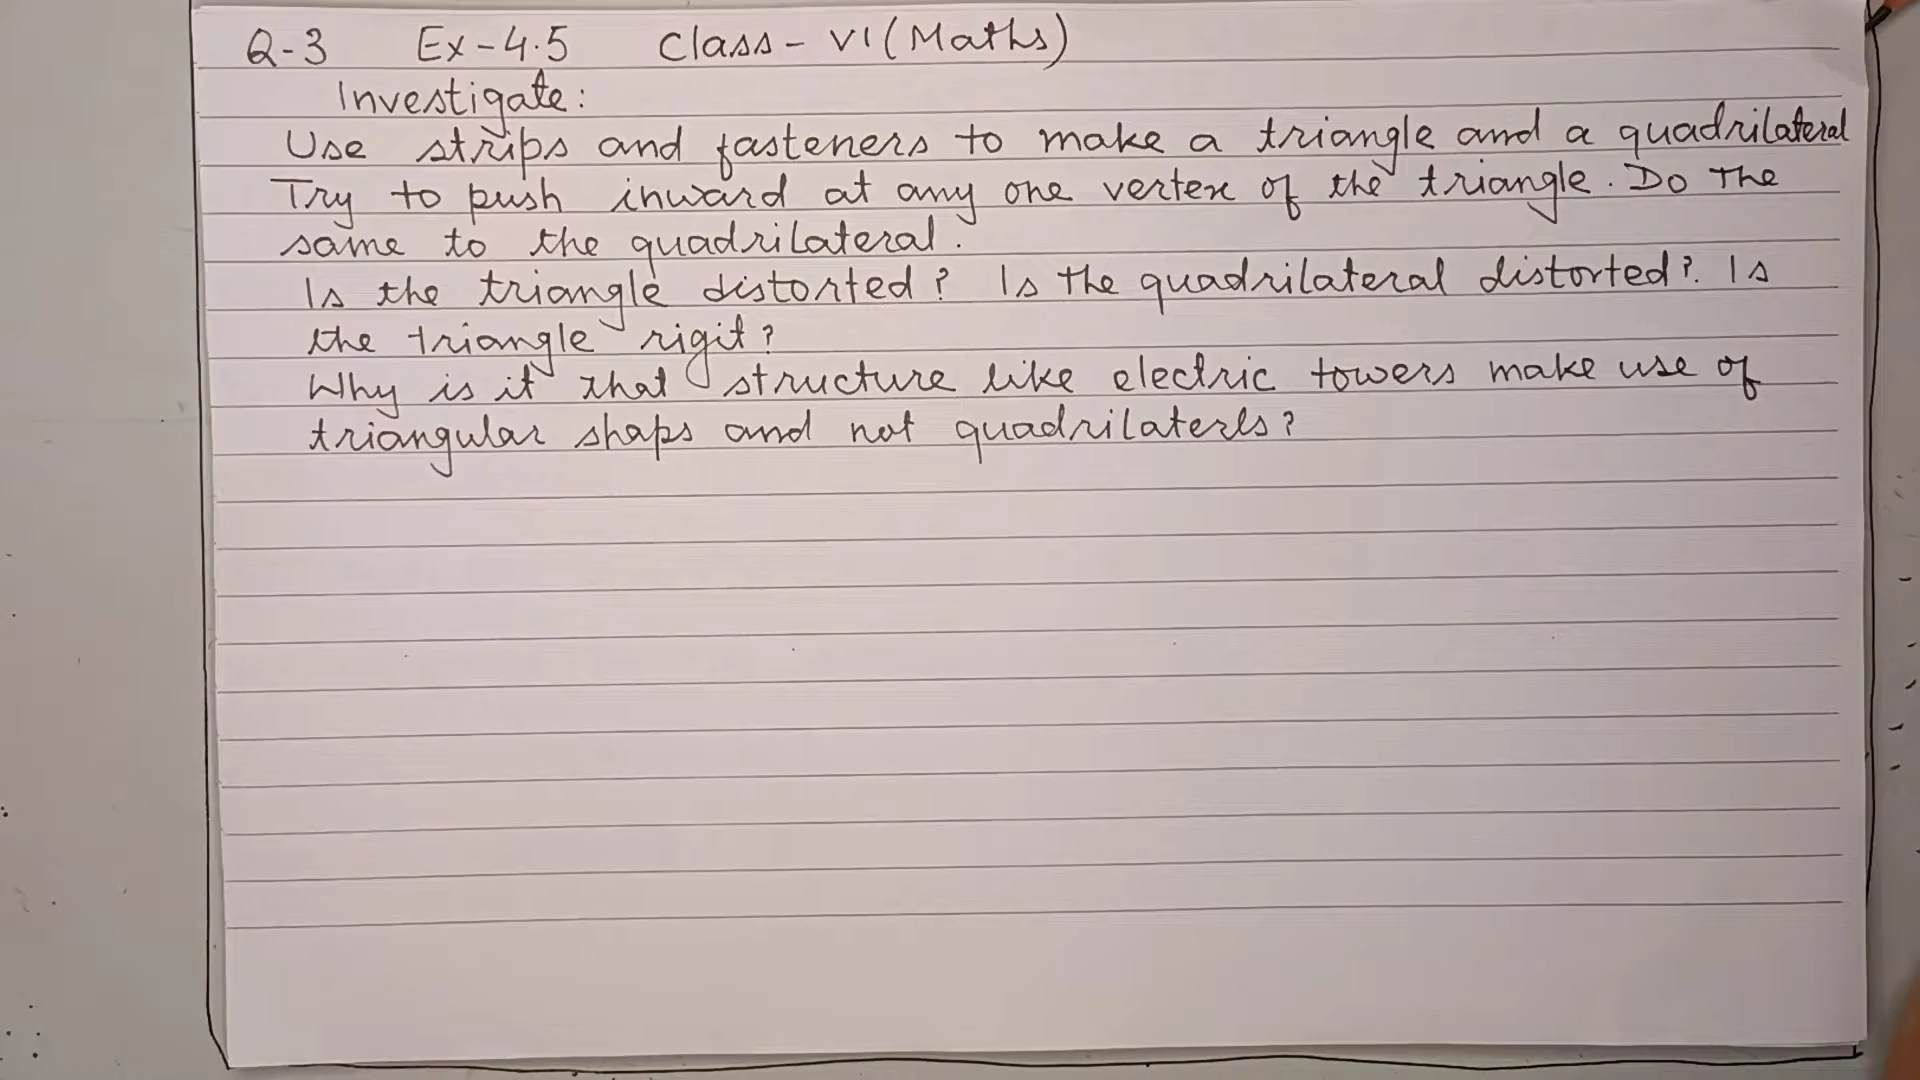 Q-3 Ex-4.5 Class-VI (Maths)
Investigate:
Use strips and fasteners to make a triangle and a quadrilateral
Try to push inward at any one vertex of the triangle. Do the
same to the quadrilateral.
Is the triangle distorted? Is the quadrilateral distorted? Is
the triangle rigit?
Why is it that structure like electric towers make use of
triangular shaps and not quadrilaterls?